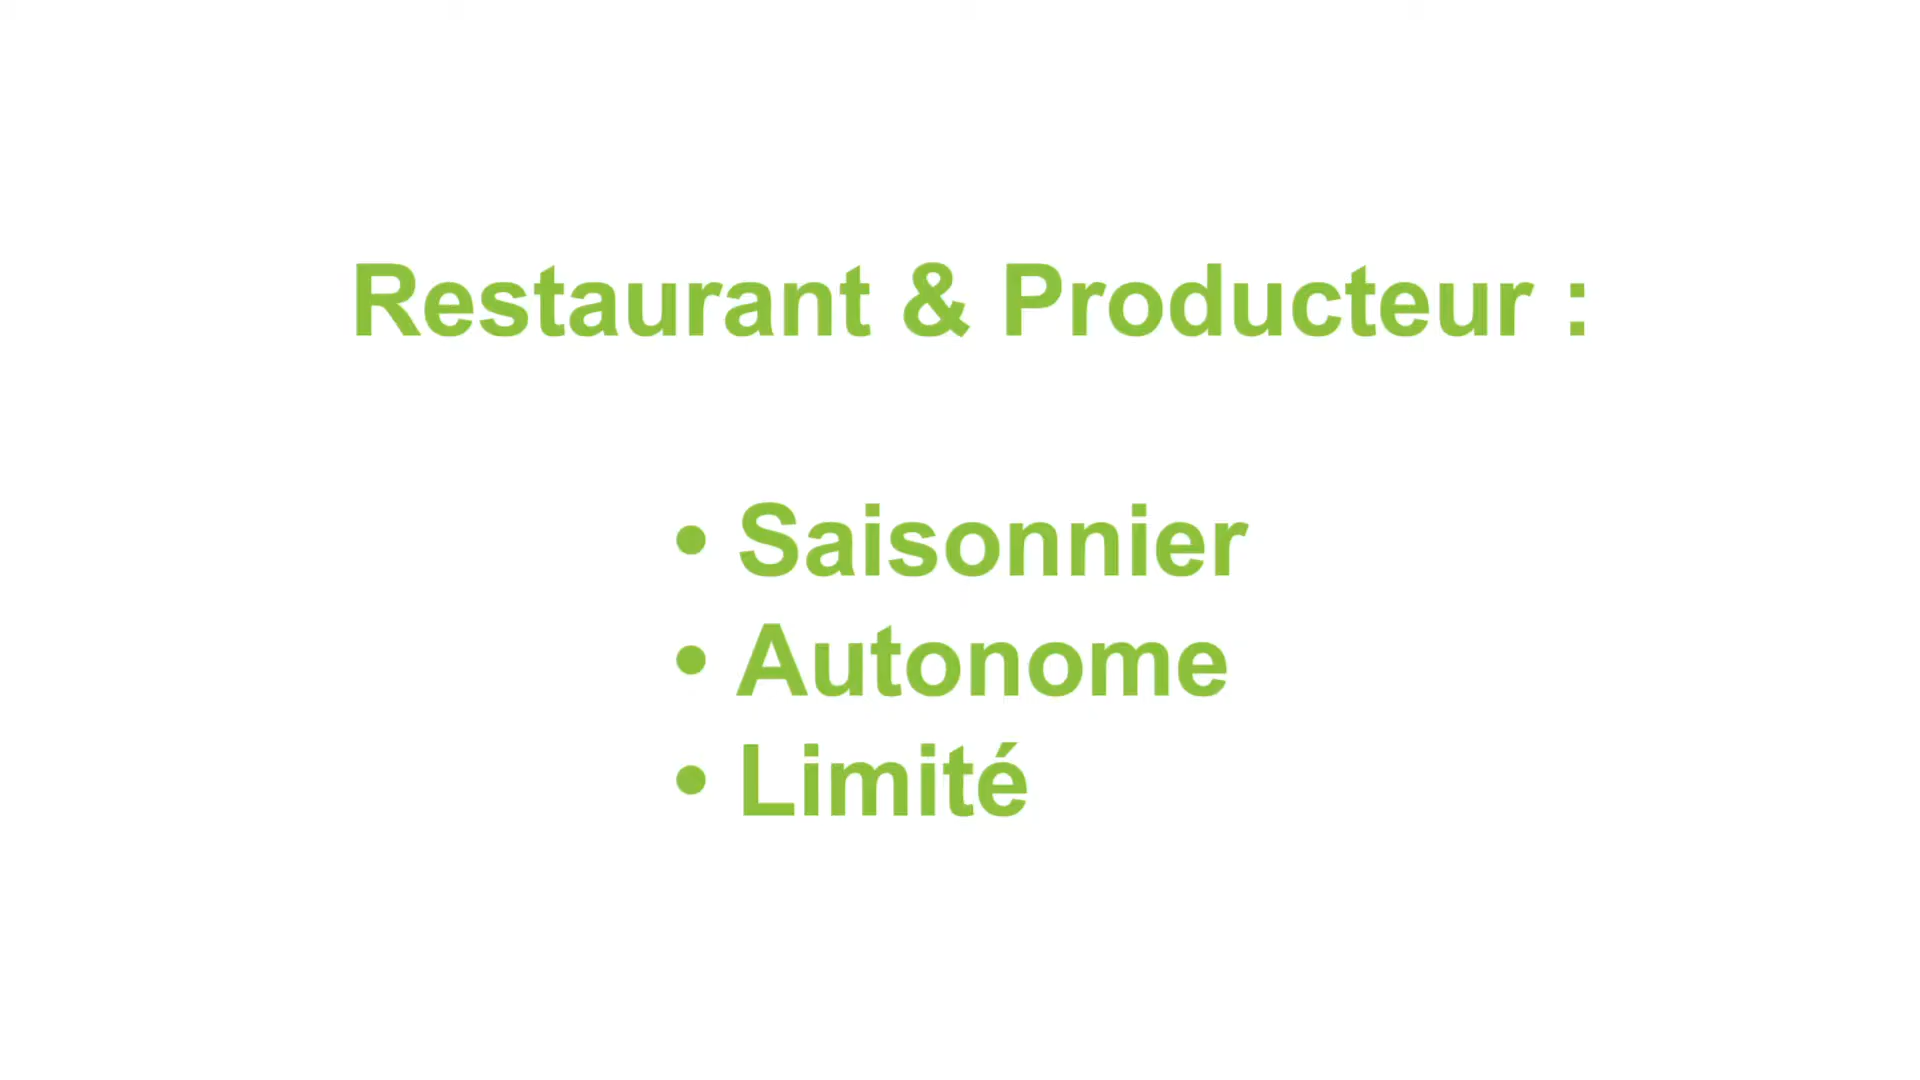 Restaurant & Producteur :
• Saisonnier
• Autonome
• Limité